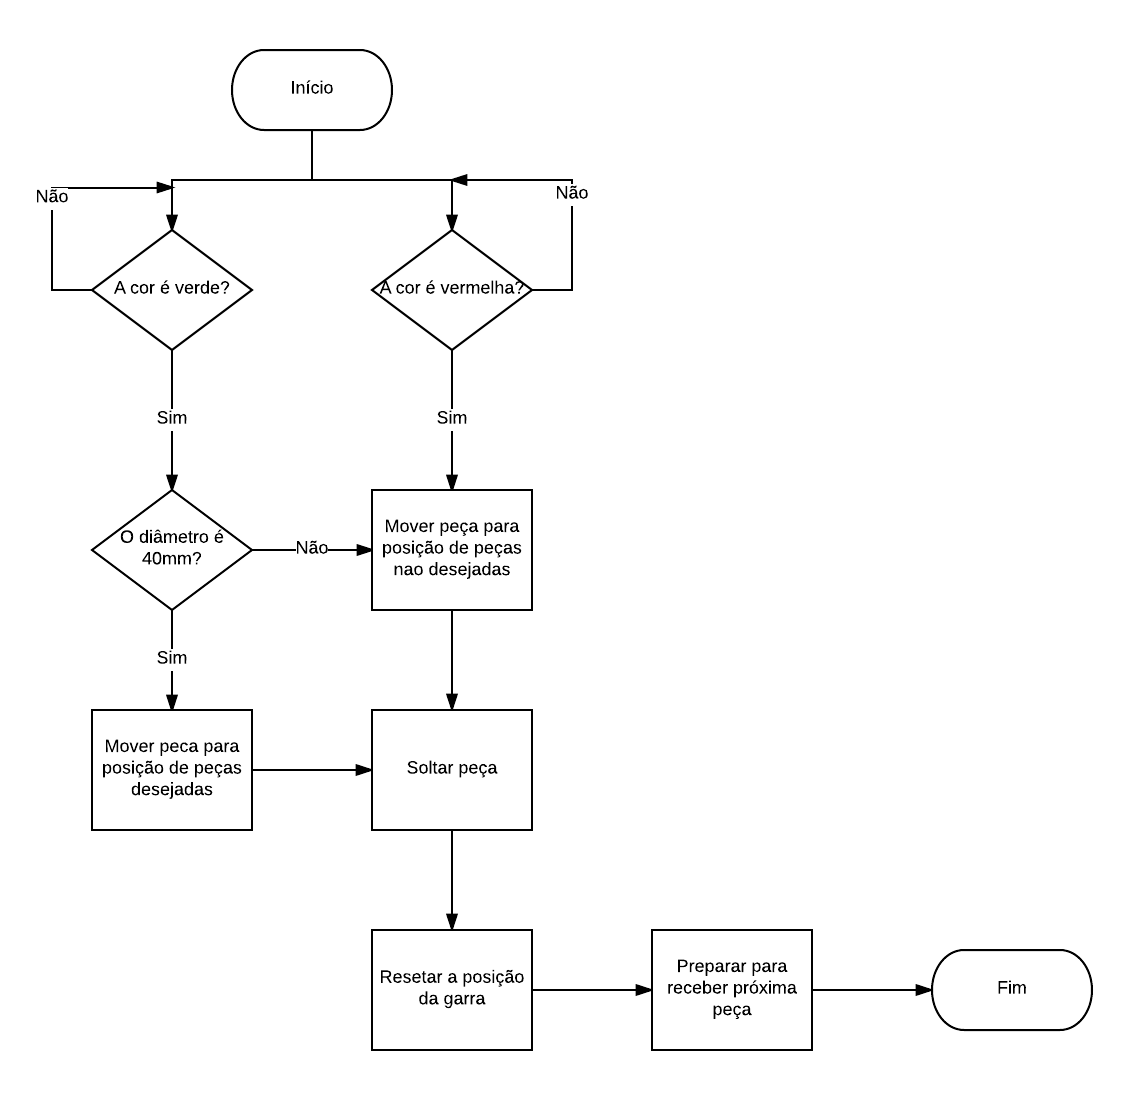 Início
Não
Não
A cor é verde?
A cor é vermelha?
Sim
Sim
O diâmetro é
40mm?
Não
Mover peça para
posição de peças
nao desejadas
Sim
Mover peca para
posição de peças
desejadas
Soltar peça
Resetar a posição
da garra
Preparar para
receber próxima
peça
Fim